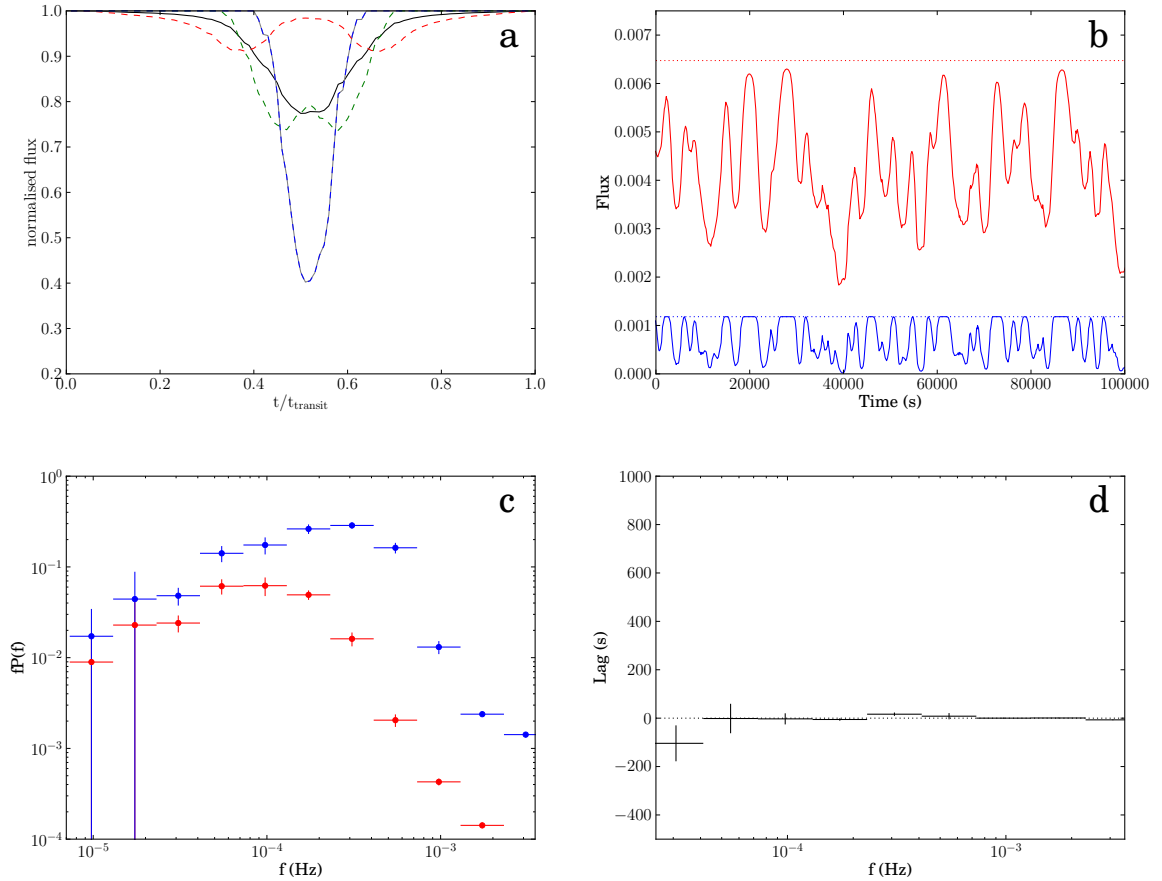 a
1.0
0.9
0.8
0.7
0.6
0.5
0.4
0.3
0.2
normalised flux
0.0 0.2 0.4 0.6 0.8 1.0
t/t_transit
b
0.007
0.006
0.005
0.004
0.003
0.002
0.001
0.000
Flux
0 20000 40000 60000 80000 100000
Time (s)
c
10^0
10^-1
10^-2
10^-3
10^-4
fP(f)
10^-5 10^-4 10^-3
f (Hz)
d
1000
800
600
400
200
0
−200
−400
Lag (s)
10^-4 10^-3
f (Hz)